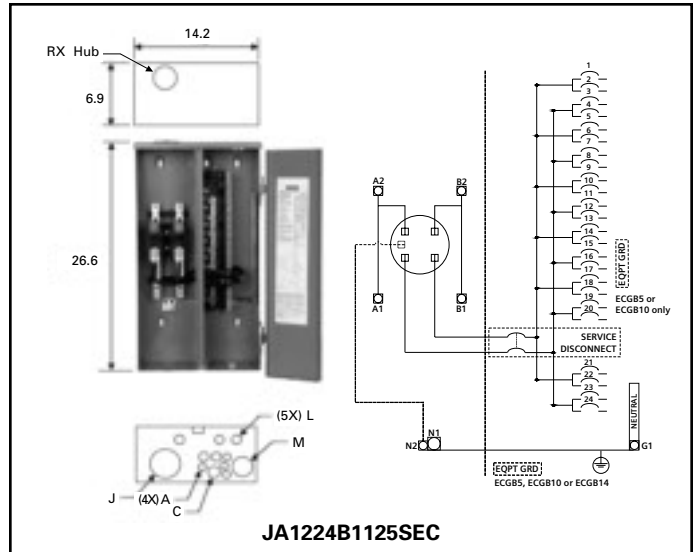 14.2
RX Hub
6.9
26.6
(5X) L
M
J
(4X) A
C
A2
B2
A1
B1
N1
N2
1
2
3
4
5
6
7
8
9
10
11
12
13
14
15
16
17
18
19
20
EQPT GRD
ECGB5 or
ECGB10 only
SERVICE
DISCONNECT
21
22
23
24
NEUTRAL
G1
EQPT GRD
ECGB5, ECGB10 or ECGB14
JA1224B1125SEC